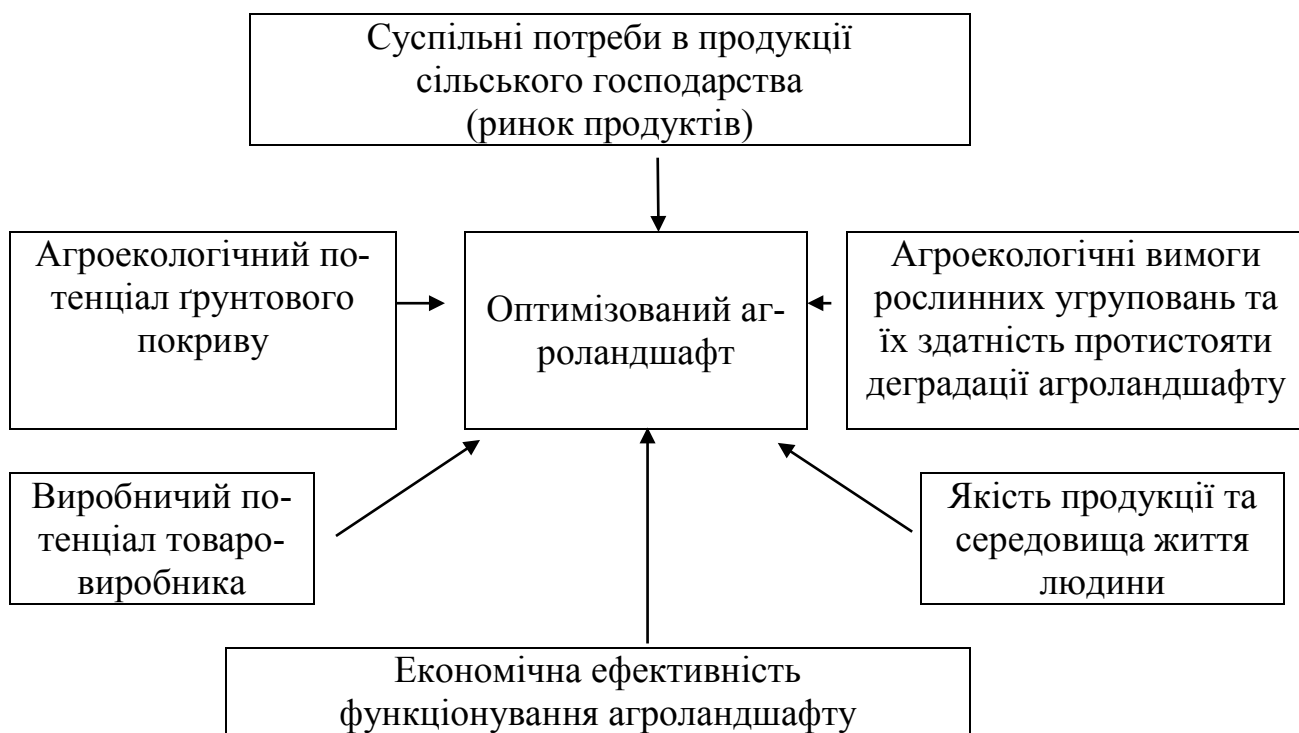 Суспільні потреби в продукції
сільського господарства
(ринок продуктів)
Агроекологічний по-
тенціал ґрунтового
покриву
Оптимізований аг-
роландшафт
Агроекологічні вимоги
рослинних угруповань та
їх здатність протистояти
деградації агроландшафту
Виробничий по-
тенціал товаро-
виробника
Якість продукції та
середовища життя
людини
Економічна ефективність
функціонування агроландшафту